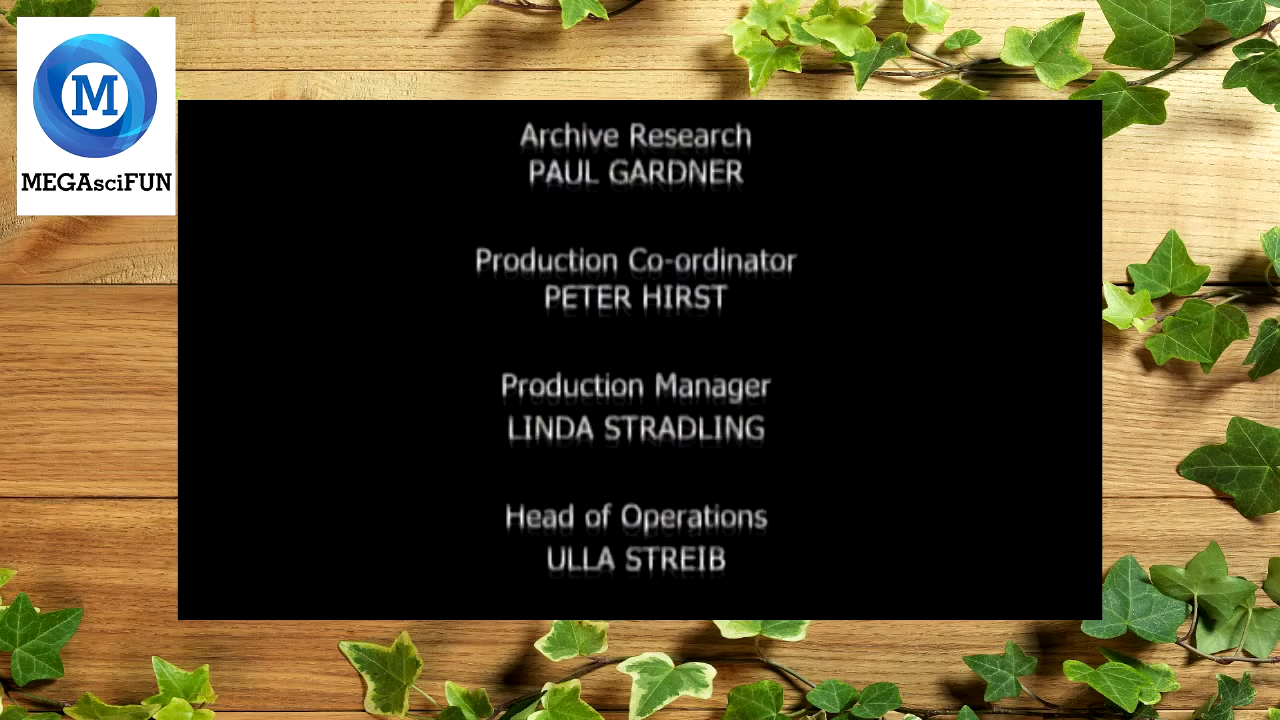 M
MEGAsciFUN
Archive Research
PAUL GARDNER
Production Co-ordinator
PETER HIRST
Production Manager
LINDA STRADLING
Head of Operations
ULLA STREIB